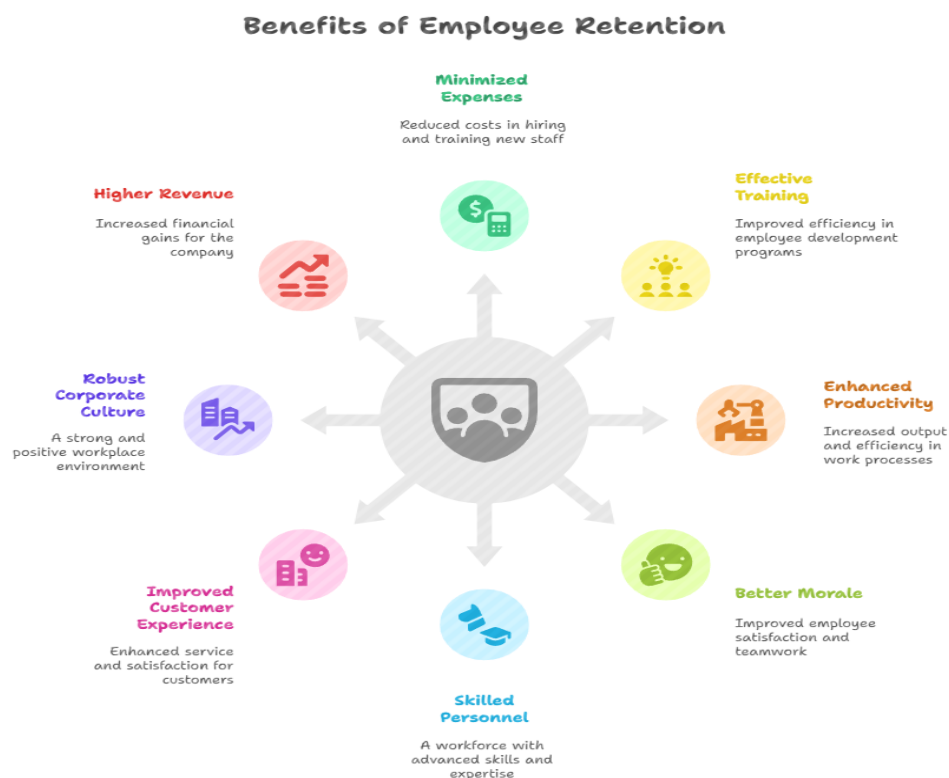 Benefits of Employee Retention
Minimized
Expenses
Reduced costs in hiring
and training new staff
Effective
Training
Improved efficiency in
employee development
programs
Enhanced
Productivity
Increased output
and efficiency in
work processes
Better Morale
Improved employee
satisfaction and
teamwork
Skilled
Personnel
A workforce with
advanced skills and
expertise
Improved
Customer
Experience
Enhanced service
and satisfaction for
customers
Robust
Corporate
Culture
A strong and
positive workplace
environment
Higher Revenue
Increased financial
gains for the
company